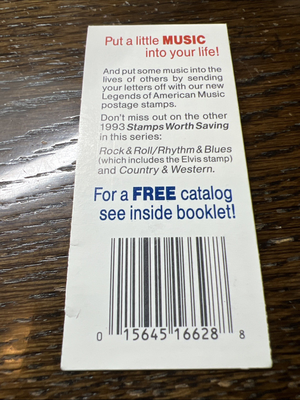 Put a little MUSIC
into your life!
And put some music into the
lives of others by sending
your letters off with our new
Legends of American Music
postage stamps.
Don't miss out on the other
1993 Stamps Worth Saving
in this series:
Rock & Roll/Rhythm & Blues
(which includes the Elvis stamp)
and Country & Western.
For a FREE catalog
see inside booklet!
0 15645 16628 8